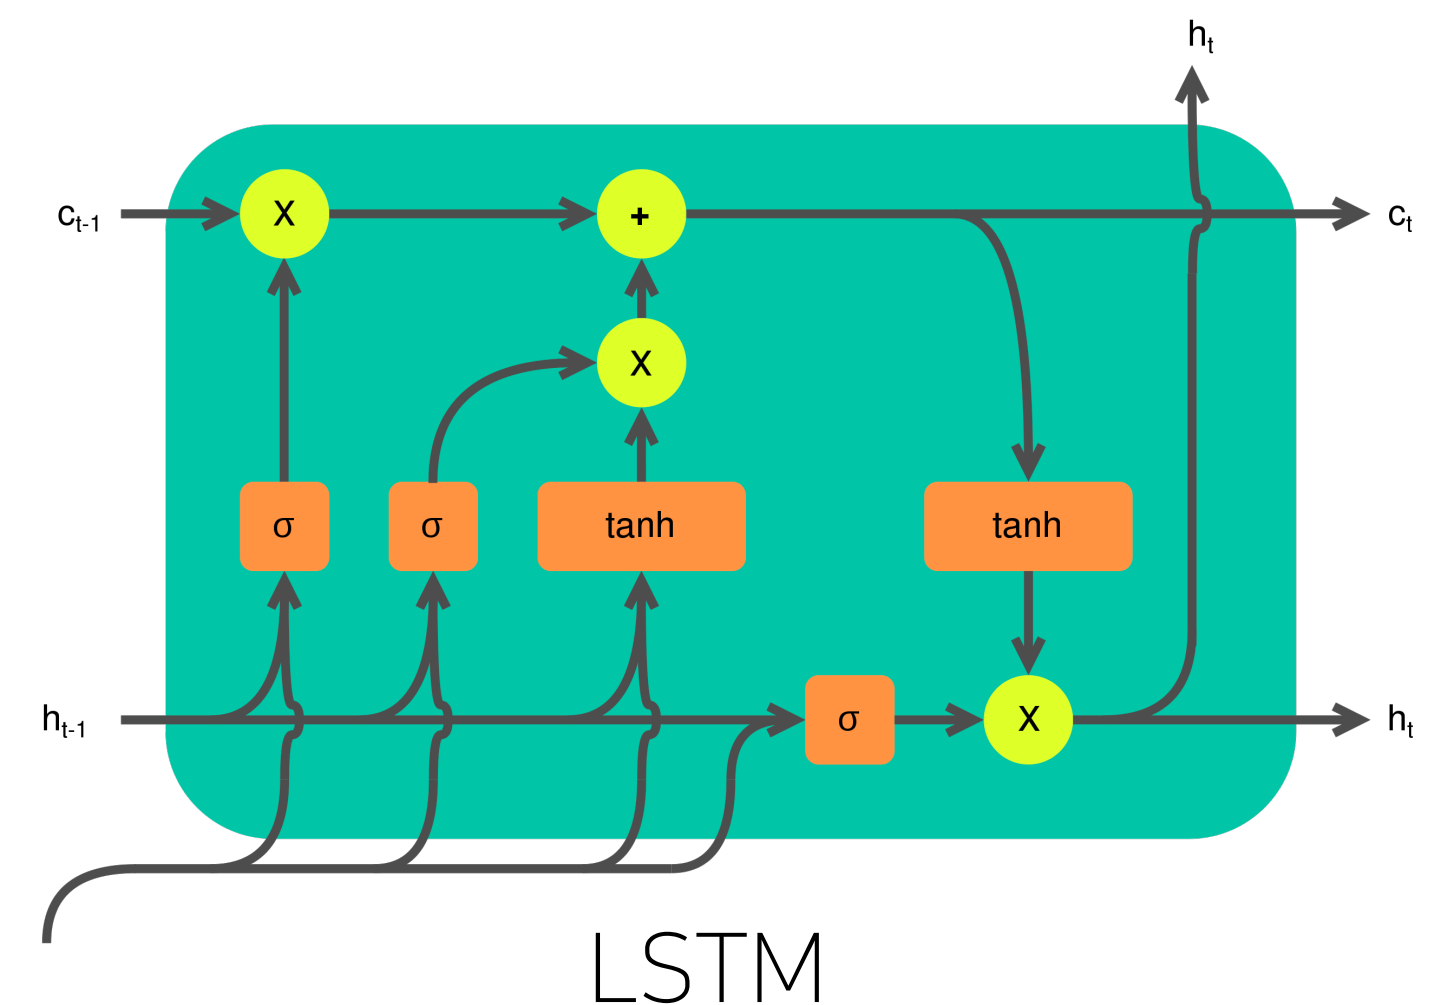 hₜ
cₜ₋₁
X
+
cₜ
X
σ
σ
tanh
tanh
hₜ₋₁
σ
X
hₜ
LSTM